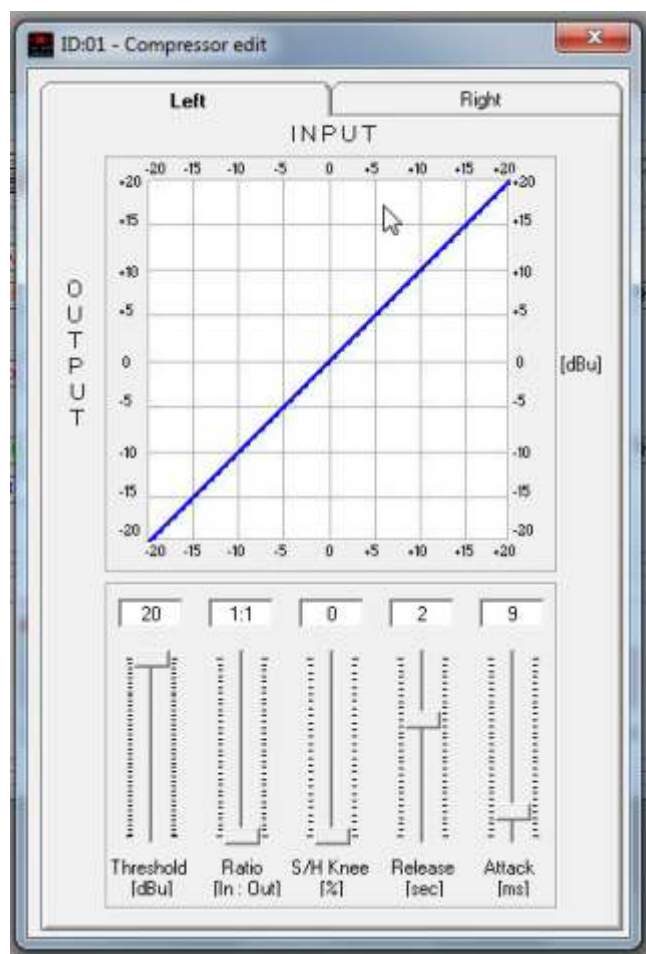 ID:01 - Compressor edit
Left
Right
INPUT
-20 -15 -10 -5 0 +5 +10 +15 +20
+20 +20
+15 +15
+10 +10
+5 +5
0 0
-5 -5
-10 -10
-15 -15
-20 -20
-20 -15 -10 -5 0 +5 +10 +15 +20
OUTPUT
[dBu]
20 1:1 0 2 9
Threshold Ratio S/H Knee Release Attack
[dBu] [In : Out] [%] [sec] [ms]